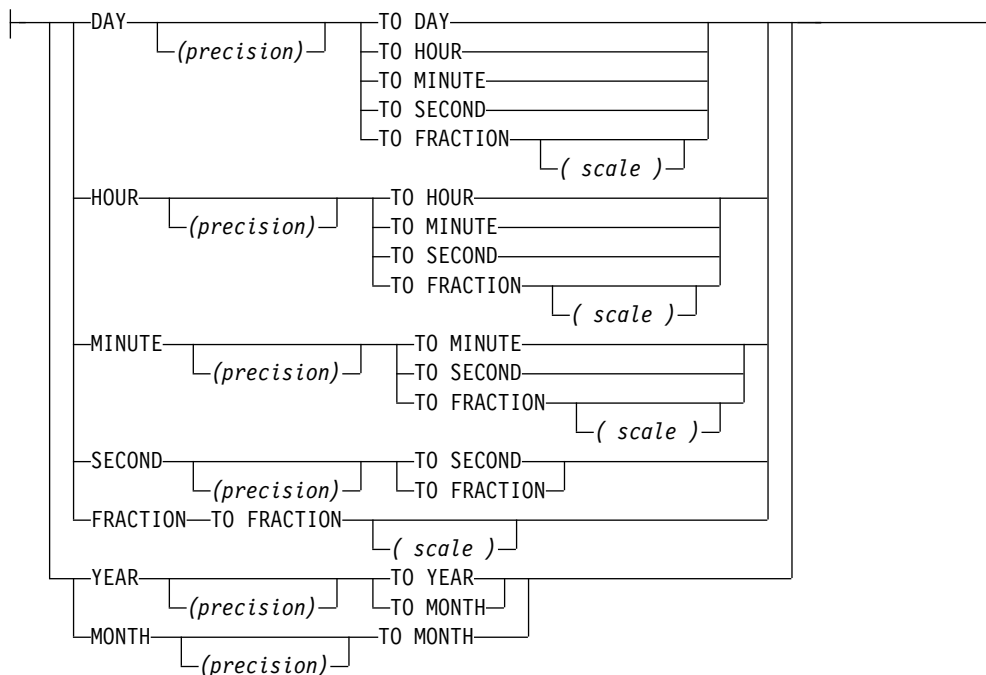 DAY TO DAY
(precision) TO HOUR
TO MINUTE
TO SECOND
TO FRACTION
( scale )
HOUR TO HOUR
(precision) TO MINUTE
TO SECOND
TO FRACTION
( scale )
MINUTE TO MINUTE
(precision) TO SECOND
TO FRACTION
( scale )
SECOND TO SECOND
(precision) TO FRACTION
FRACTION TO FRACTION
( scale )
YEAR TO YEAR
(precision) TO MONTH
MONTH TO MONTH
(precision)